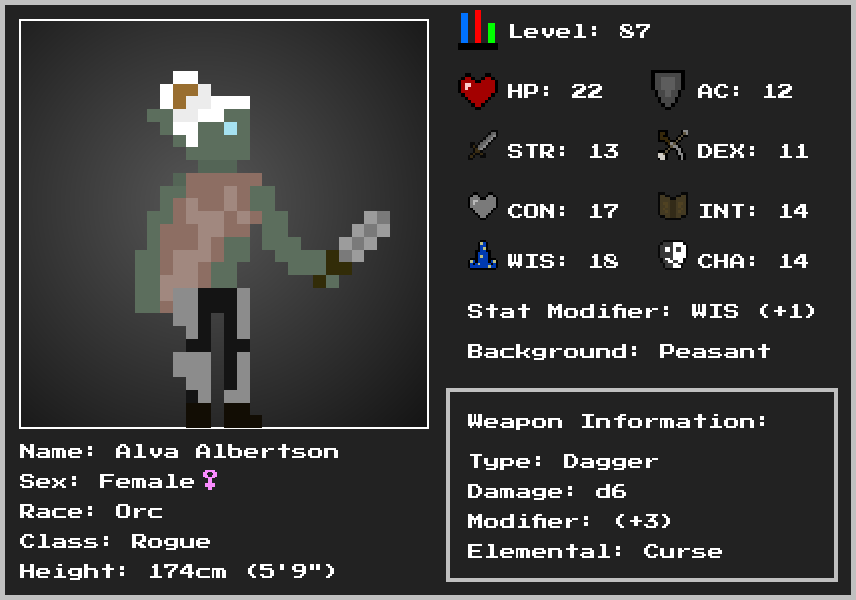 Level: 87
HP: 22
AC: 12
STR: 13
DEX: 11
CON: 17
INT: 14
WIS: 18
CHA: 14
Stat Modifier: WIS (+1)
Background: Peasant
Name: Alva Albertson
Sex: Female♀
Race: Orc
Class: Rogue
Height: 174cm (5'9")
Weapon Information:
Type: Dagger
Damage: d6
Modifier: (+3)
Elemental: Curse